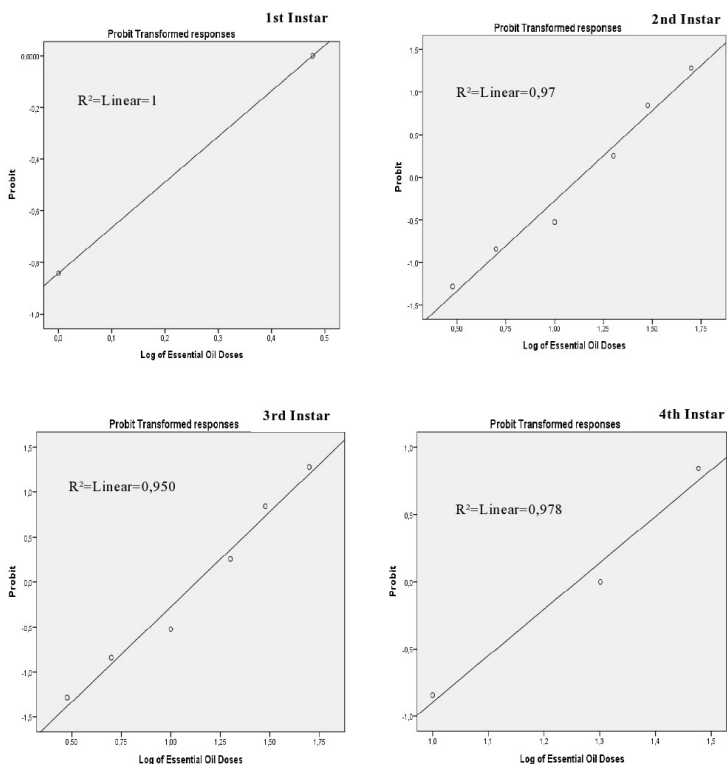 1st Instar
Probit Transformed responses
R²=Linear=1
Probit
0,0000
-0,2
-0,4
-0,6
-0,8
-1,0
0,0 0,1 0,2 0,3 0,4 0,5
Log of Essential Oil Doses
2nd Instar
Probit Transformed responses
R²=Linear=0,97
Probit
1,5
1,0
0,5
0,0
-0,5
-1,0
-1,5
0,50 0,75 1,00 1,25 1,50 1,75
Log of Essential Oil Doses
3rd Instar
Probit Transformed responses
R²=Linear=0,950
Probit
1,5
1,0
0,5
0,0
-0,5
-1,0
-1,5
0,50 0,75 1,00 1,25 1,50 1,75
Log of Essential Oil Doses
4th Instar
Probit Transformed responses
R²=Linear=0,978
Probit
1,0
0,5
0,0
-0,5
-1,0
1,0 1,1 1,2 1,3 1,4 1,5
Log of Essential Oil Doses